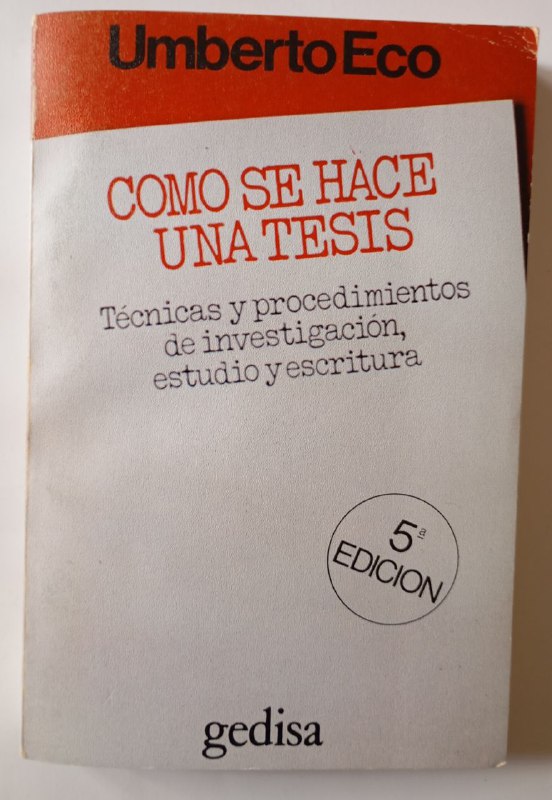 Umberto Eco
COMO SE HACE
UNA TESIS
Técnicas y procedimientos
de investigación,
estudio y escritura
5ta
EDICION
gedisa